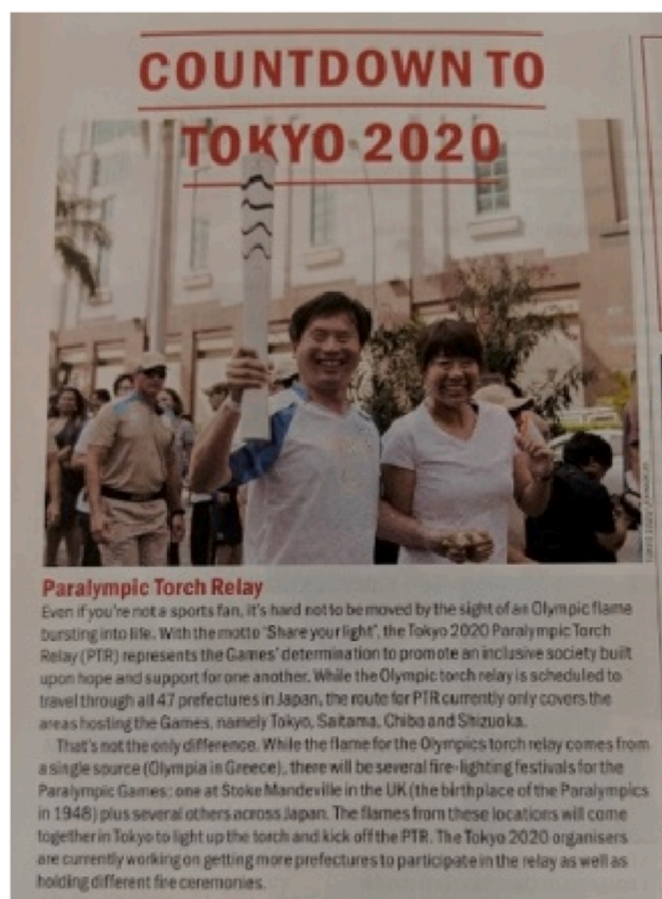 COUNTDOWN TO
TOKYO 2020
Paralympic Torch Relay
Even if you're not a sports fan, it's hard not to be moved by the sight of an Olympic flame
bursting into life. With the motto "Share your light", the Tokyo 2020 Paralympic Torch
Relay (PTR) represents the Games' determination to promote an inclusive society built
upon hope and support for one another. While the Olympic torch relay is scheduled to
travel through all 47 prefectures in Japan, the route for PTR currently only covers the
areas hosting the Games, namely Tokyo, Saitama, Chiba and Shizuoka.
That's not the only difference. While the flame for the Olympics torch relay comes from
a single source (Olympia in Greece), there will be several fire-lighting festivals for the
Paralympic Games: one at Stoke Mandeville in the UK (the birthplace of the Paralympics
in 1948) plus several others across Japan. The flames from these locations will come
together in Tokyo to light up the torch and kick off the PTR. The Tokyo 2020 organisers
are currently working on getting more prefectures to participate in the relay as well as
holding different fire ceremonies.